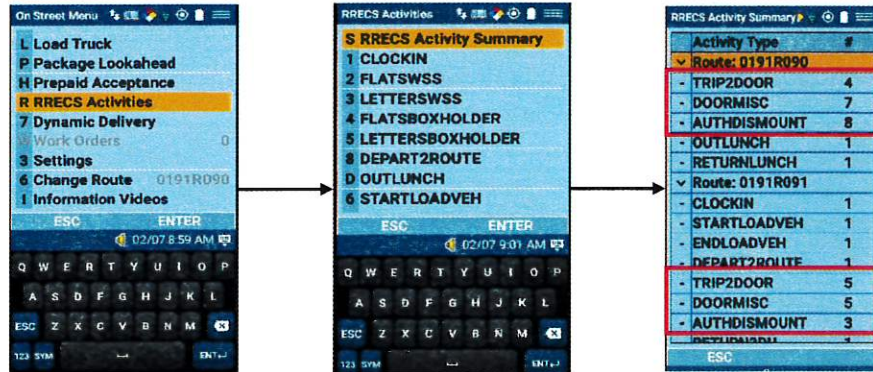 On Street Menu
L Load Truck
P Package Lookahead
H Prepaid Acceptance
R RRECS Activities
7 Dynamic Delivery
Work Orders 0
3 Settings
6 Change Route 0191R090
I Information Videos
ESC ENTER
02/07 8:59 AM
Q W E R T Y U I O P
A S D F G H J K L
ESC Z X C V B N M
123 SYM ENT
RRECS Activities
S RRECS Activity Summary
1 CLOCKIN
2 FLATSWSS
3 LETTERSWSS
4 FLATSBOXHOLDER
5 LETTERSBOXHOLDER
8 DEPART2ROUTE
D OUTLUNCH
6 STARTLOADVEH
ESC ENTER
02/07 9:01 AM
Q W E R T Y U I O P
A S D F G H J K L
ESC Z X C V B N M
123 SYM ENT
RRECS Activity Summary
Activity Type #
Route: 0191R090
- TRIP2DOOR 4
- DOORMISC 7
- AUTHDISMOUNT 8
- OUTLUNCH 1
- RETURNLUNCH 1
Route: 0191R091
- CLOCKIN 1
- STARTLOADVEH 1
- ENDLOADVEH 1
- DEPART2ROUTE 1
- TRIP2DOOR 5
- DOORMISC 5
- AUTHDISMOUNT 3
ESC